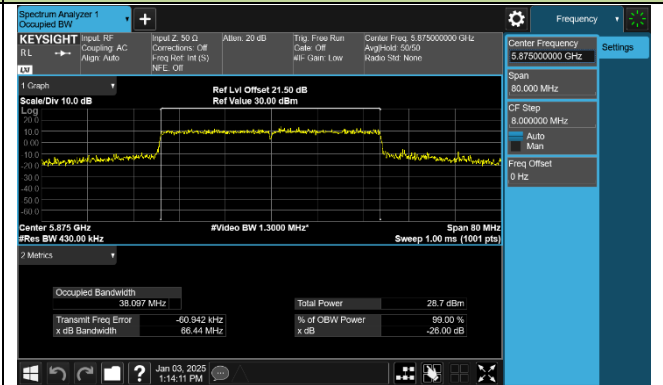 Spectrum Analyzer 1
Occupied BW
Frequency
KEYSIGHT
RL
LXI
Input: RF
Coupling: AC
Align: Auto
Input Z: 50 Ω
Corrections: Off
Freq Ref: Int (S)
NFE: Off
Atten: 20 dB
Trig: Free Run
Gate: Off
#IF Gain: Low
Center Freq: 5.875000000 GHz
Avg|Hold: 50/50
Radio Std: None
Center Frequency
5.875000000 GHz
Settings
Span
80.000 MHz
CF Step
8.000000 MHz
Auto
Man
Freq Offset
0 Hz
1 Graph
Scale/Div 10.0 dB
Ref Lvl Offset 21.50 dB
Ref Value 30.00 dBm
Log
20.0
10.0
0.00
-10.0
-20.0
-30.0
-40.0
-50.0
-60.0
Center 5.875 GHz
#Video BW 1.3000 MHz*
Span 80 MHz
#Res BW 430.00 kHz
Sweep 1.00 ms (1001 pts)
2 Metrics
Occupied Bandwidth
38.097 MHz
Total Power 28.7 dBm
Transmit Freq Error -60.942 kHz
% of OBW Power 99.00 %
x dB Bandwidth 66.44 MHz
x dB -26.00 dB
?
Jan 03, 2025
1:14:11 PM